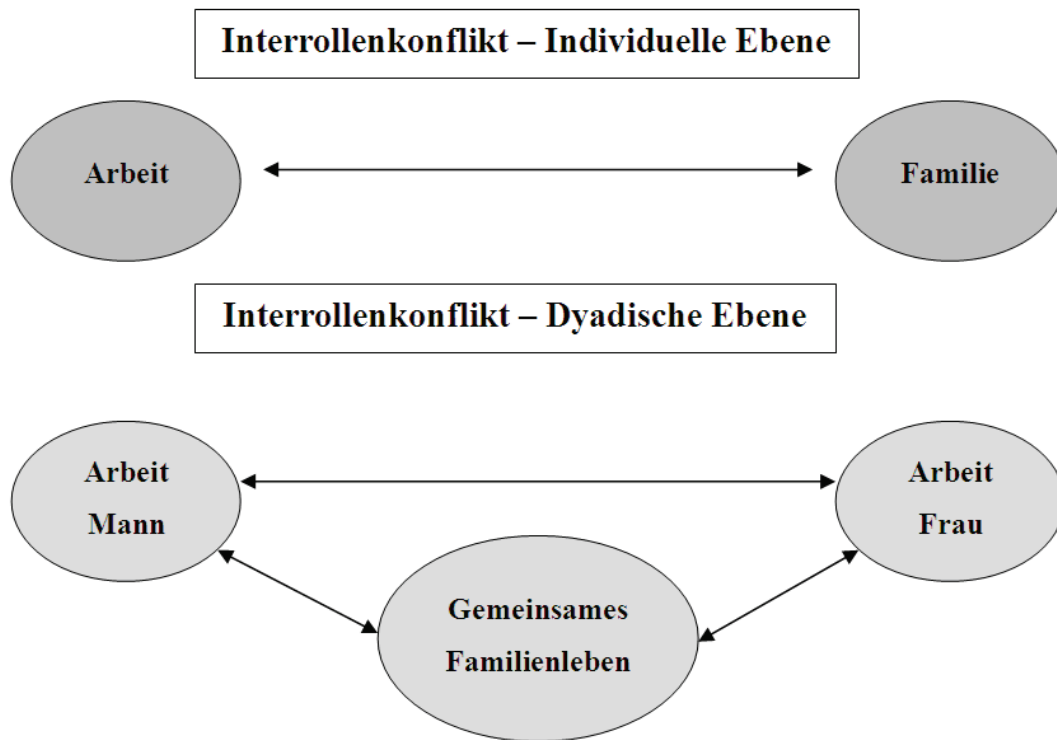 Interrollenkonflikt – Individuelle Ebene
Arbeit
Familie
Interrollenkonflikt – Dyadische Ebene
Arbeit
Mann
Arbeit
Frau
Gemeinsames
Familienleben